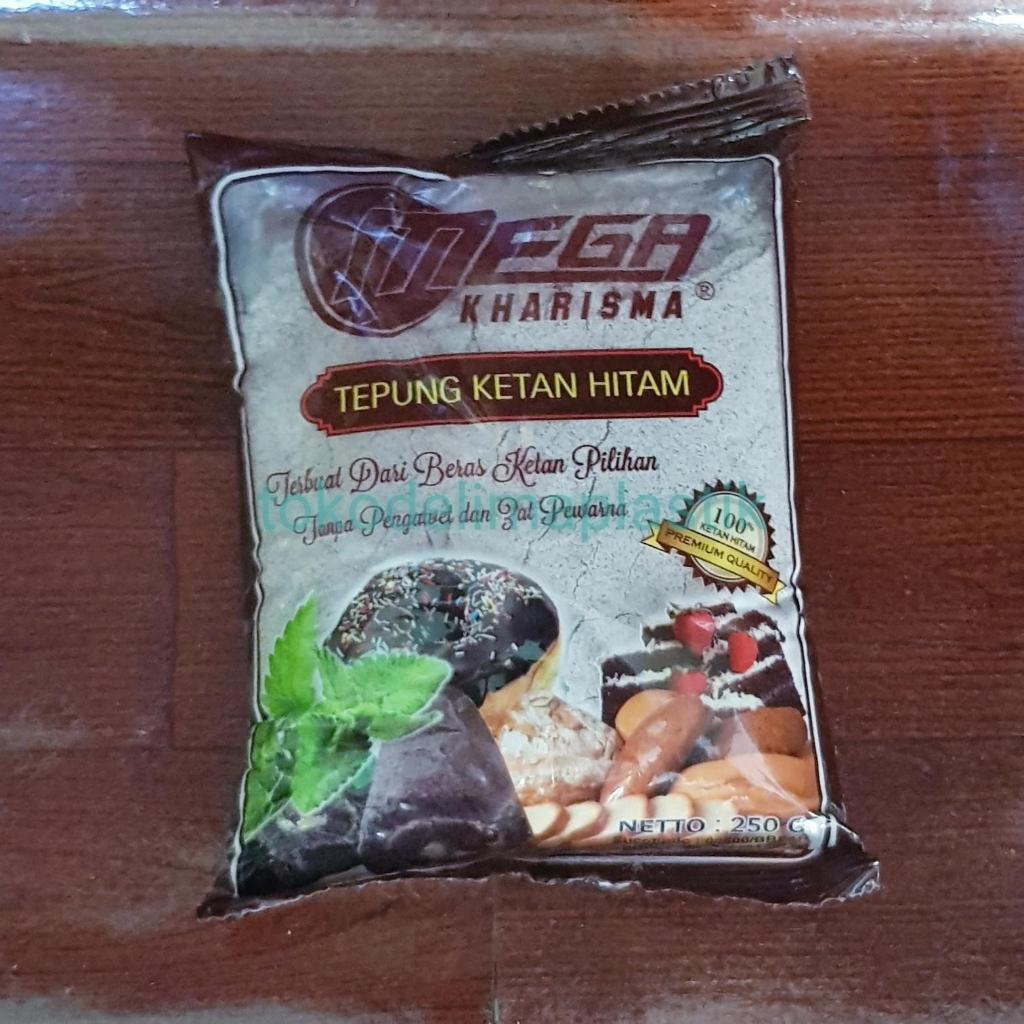 MEGA
KHARISMA ®
TEPUNG KETAN HITAM
Terbuat Dari Beras Ketan Pilihan
tokodelimaplastik
Tanpa Pengawet dan Zat Pewarna
100%
KETAN HITAM
PREMIUM QUALITY
NETTO : 250 G